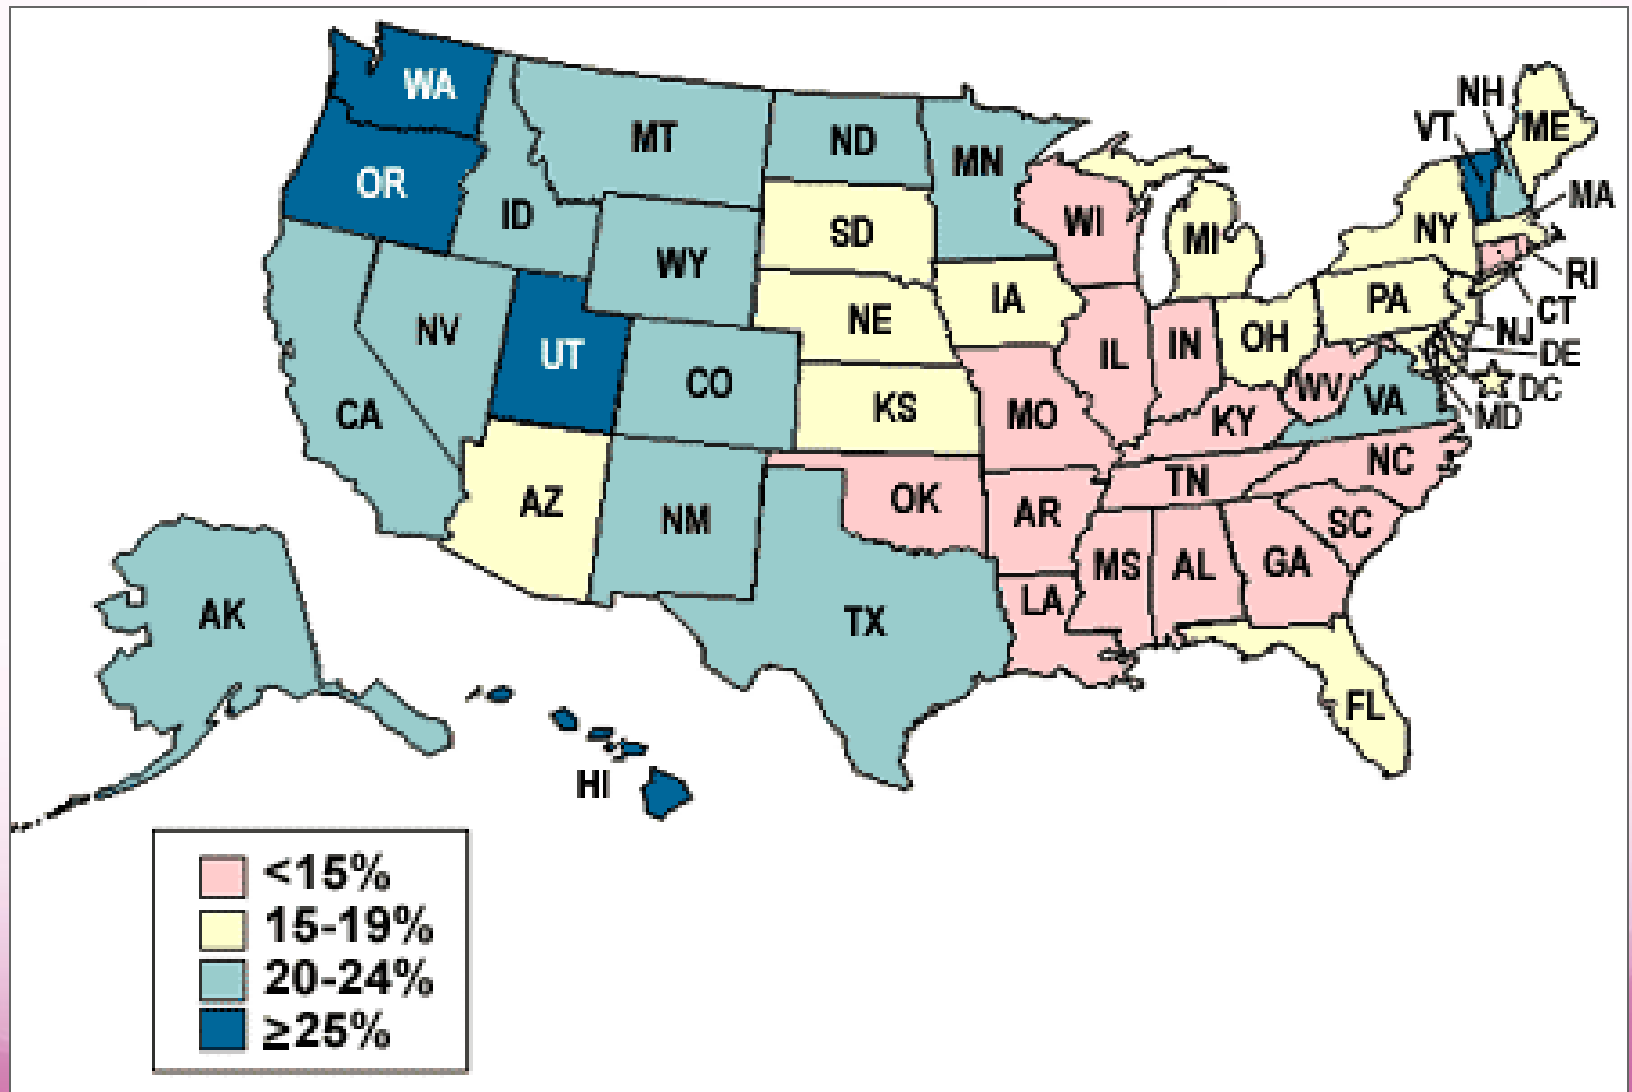 WA
MT
ND
MN
NH
VT
ME
OR
ID
SD
WI
MI
NY
MA
WY
RI
NV
UT
NE
IA
PA
CT
NJ
CO
IL
IN
OH
DE
CA
KS
MO
KY
WV
VA
DC
MD
AZ
NM
OK
AR
TN
NC
SC
MS
AL
GA
LA
AK
TX
FL
HI
<15%
15-19%
20-24%
≥25%